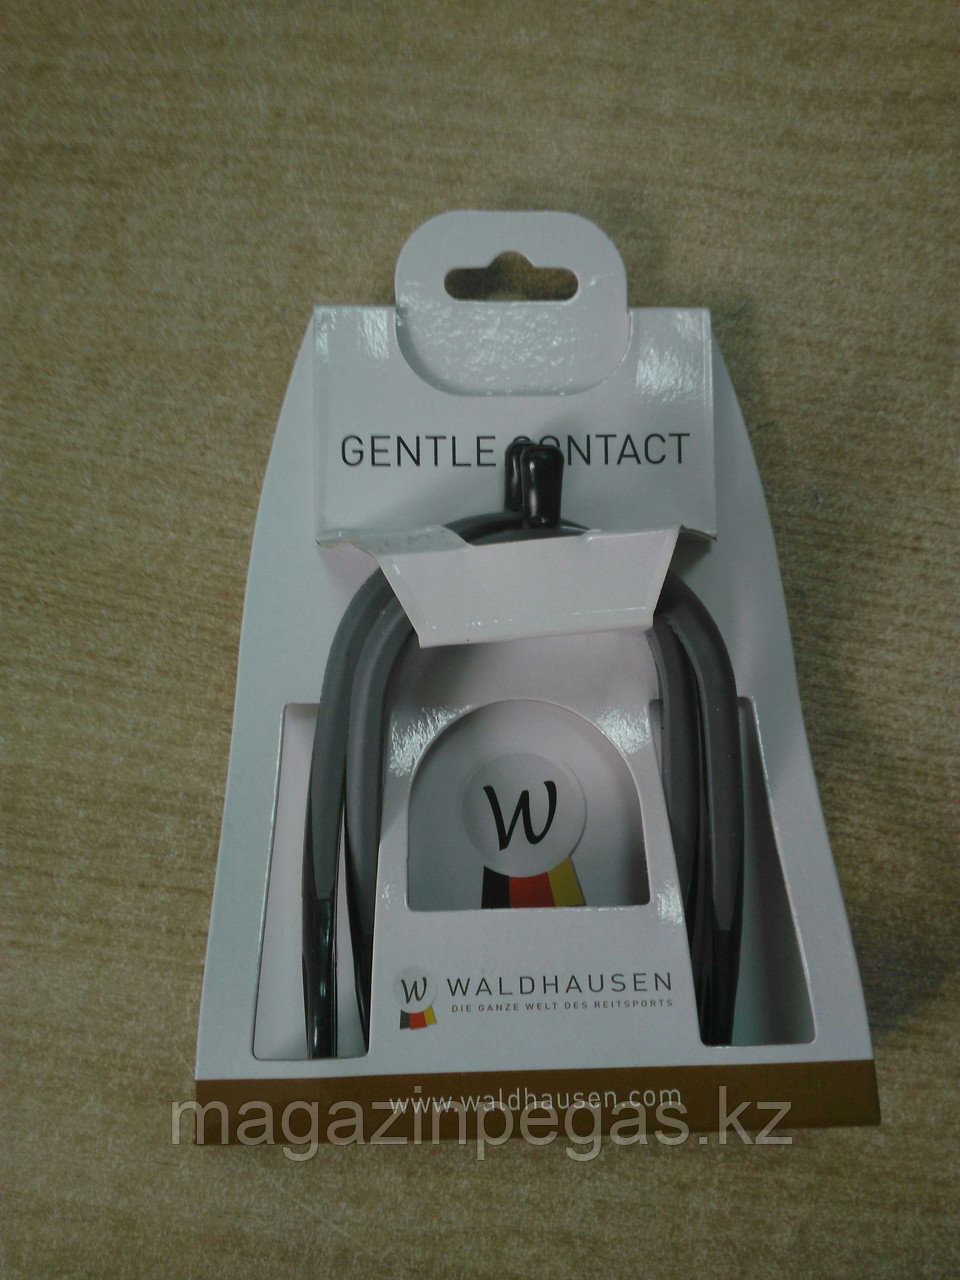 GENTLE CONTACT
W
W WALDHAUSEN
DIE GANZE WELT DES REITSPORTS
www.waldhausen.com
magazinpegas.kz